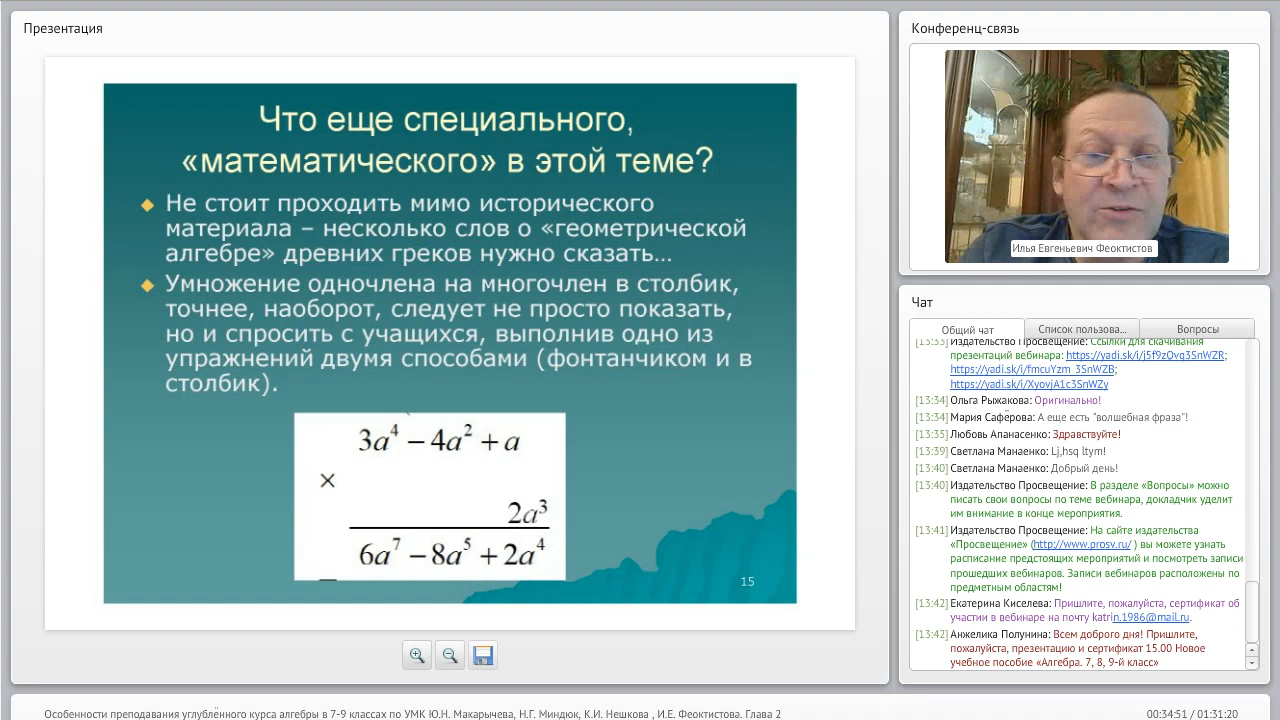 Презентация
Что еще специального,
«математического» в этой теме?
Не стоит проходить мимо исторического
материала – несколько слов о «геометрической
алгебре» древних греков нужно сказать…
Умножение одночлена на многочлен в столбик,
точнее, наоборот, следует не просто показать,
но и спросить с учащихся, выполнив одно из
упражнений двумя способами (фонтанчиком и в
столбик).
3a⁴ − 4a² + a
×
2a³
6a⁷ − 8a⁵ + 2a⁴
15
Конференц-связь
Илья Евгеньевич Феоктистов
Чат
Общий чат
Список пользова...
Вопросы
[13:33] Издательство Просвещение: Ссылки для скачивания
презентаций вебинара: https://yadi.sk/i/j5f9zOvq3SnWZR;
https://yadi.sk/i/fmcuYzm_3SnWZB;
https://yadi.sk/i/XyovjA1c3SnWZy
[13:34] Ольга Рыжакова: Оригинально!
[13:34] Мария Сафёрова: А еще есть "волшебная фраза"!
[13:35] Любовь Апанасенко: Здравствуйте!
[13:39] Светлана Манаенко: Lj,hsq ltym!
[13:40] Светлана Манаенко: Добрый день!
[13:40] Издательство Просвещение: В разделе «Вопросы» можно
писать свои вопросы по теме вебинара, докладчик уделит
им внимание в конце мероприятия.
[13:41] Издательство Просвещение: На сайте издательства
«Просвещение» (http://www.prosv.ru/ ) вы можете узнать
расписание предстоящих мероприятий и посмотреть записи
прошедших вебинаров. Записи вебинаров расположены по
предметным областям!
[13:42] Екатерина Киселева: Пришлите, пожалуйста, сертификат об
участии в вебинаре на почту katrin.1986@mail.ru.
[13:42] Анжелика Полунина: Всем доброго дня! Пришлите,
пожалуйста, презентацию и сертификат 15.00 Новое
учебное пособие «Алгебра. 7, 8, 9-й класс»
Особенности преподавания углублённого курса алгебры в 7-9 классах по УМК Ю.Н. Макарычева, Н.Г. Миндюк, К.И. Нешкова , И.Е. Феоктистова. Глава 2
00:34:51 / 01:31:20